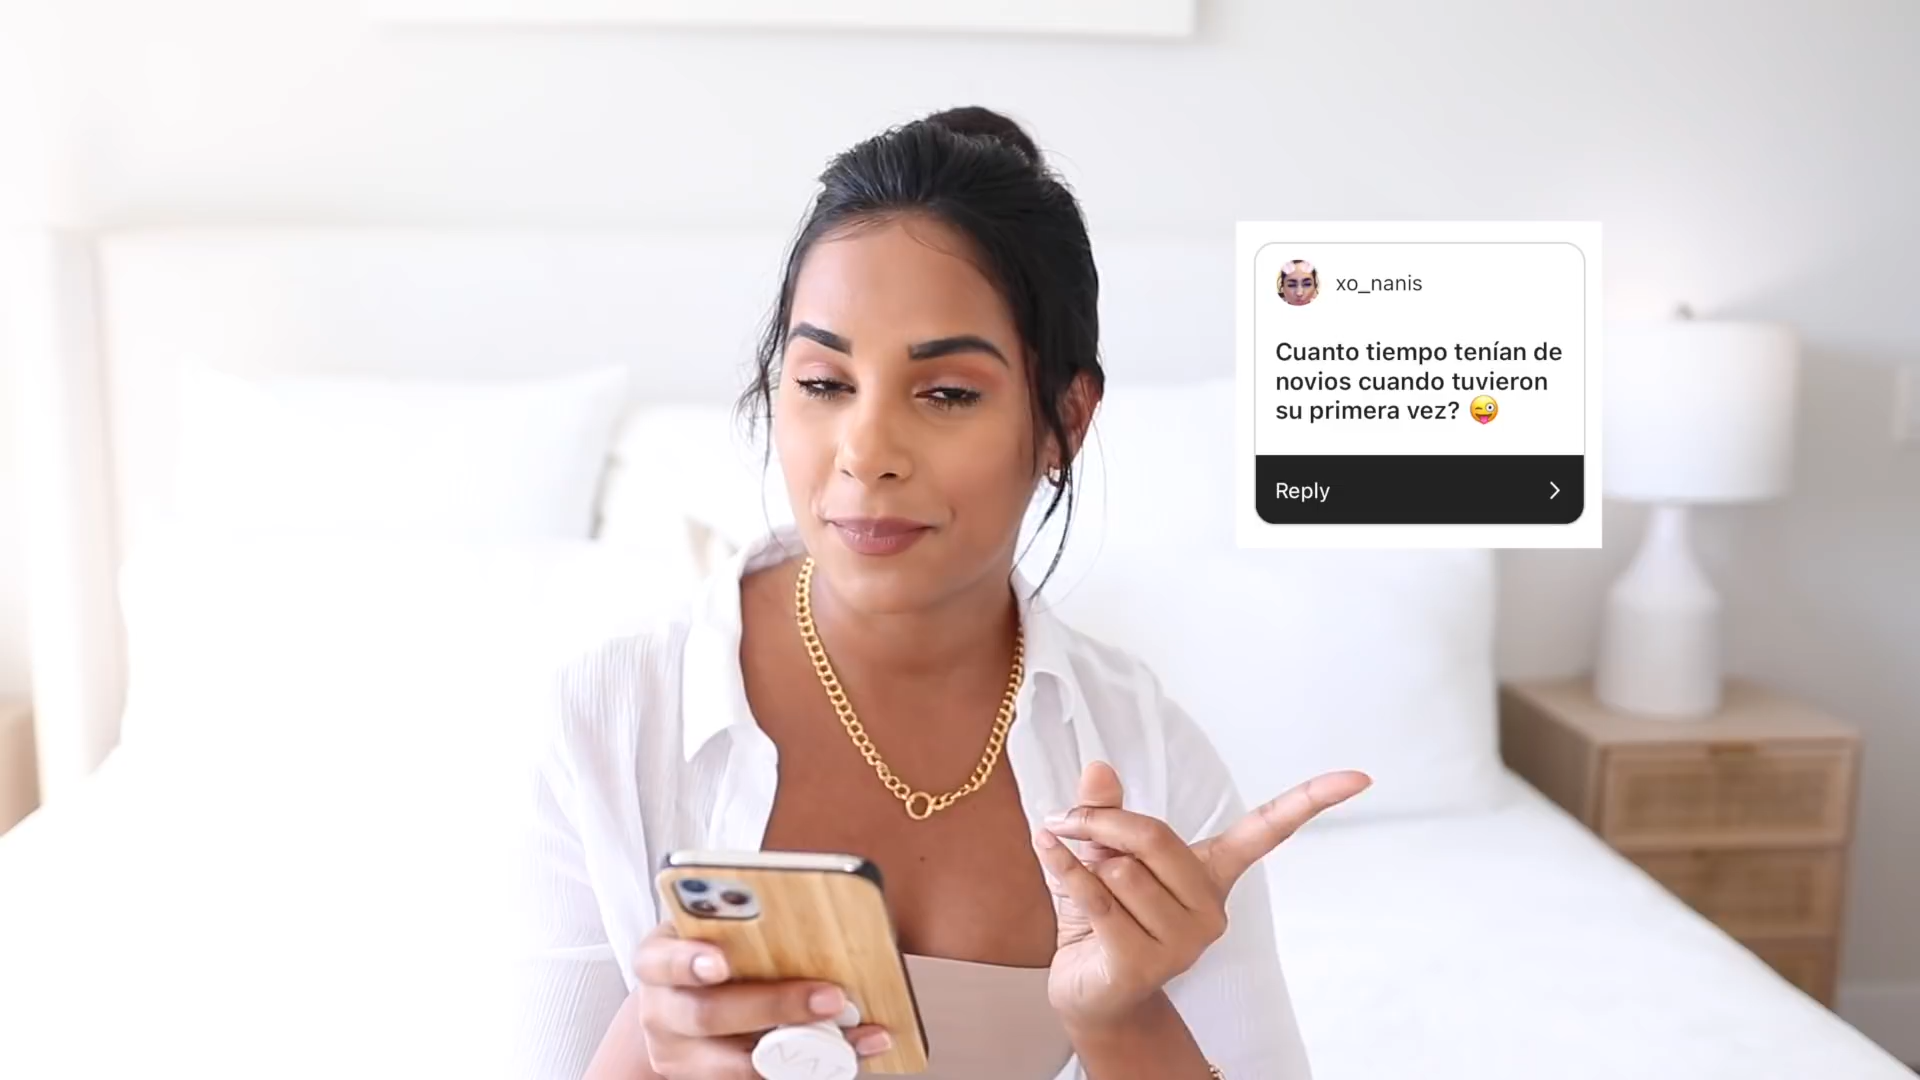 xo_nanis
Cuanto tiempo tenían de
novios cuando tuvieron
su primera vez? 😜
Reply